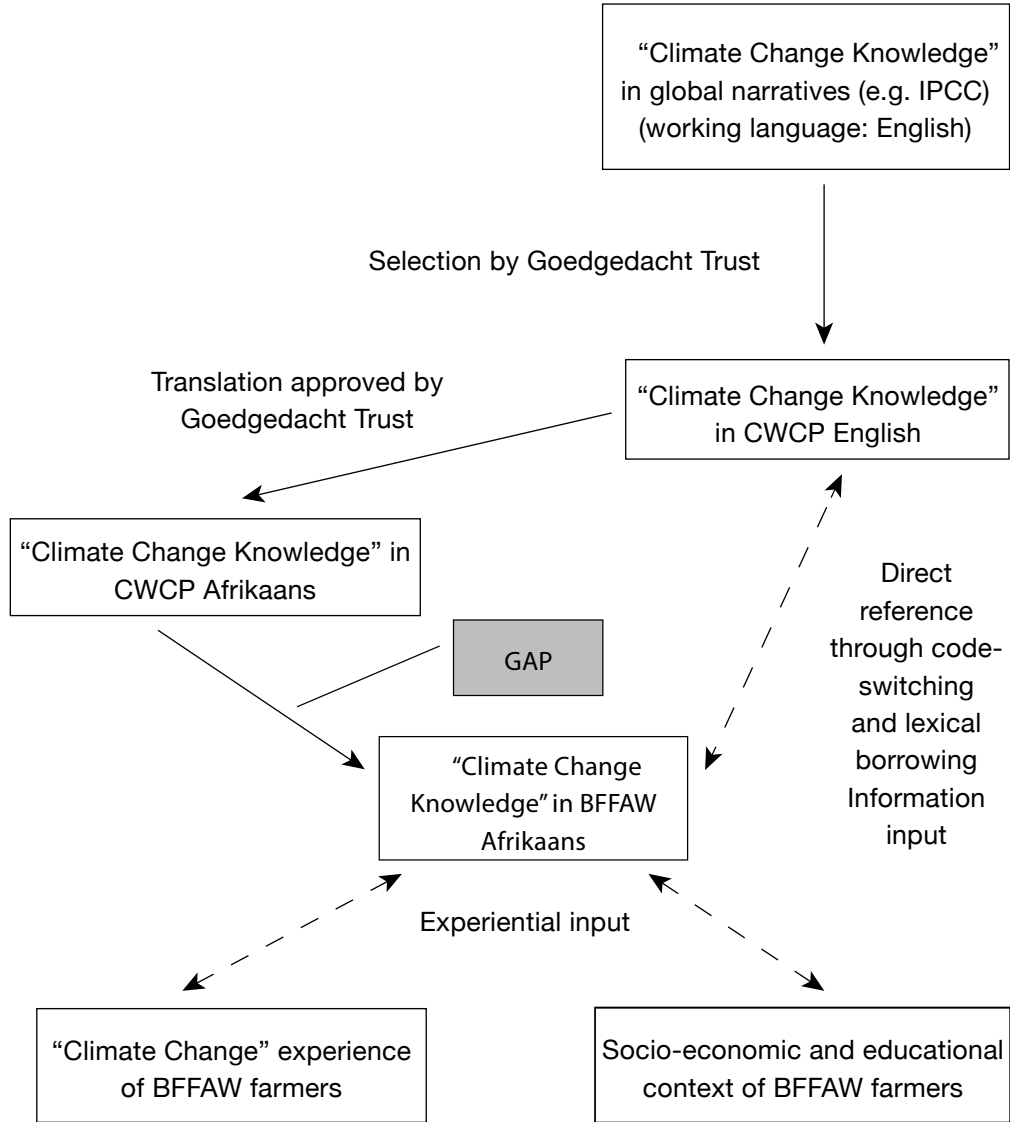 “Climate Change Knowledge”
in global narratives (e.g. IPCC)
(working language: English)
Selection by Goedgedacht Trust
Translation approved by
Goedgedacht Trust
“Climate Change Knowledge”
in CWCP English
“Climate Change Knowledge” in
CWCP Afrikaans
GAP
Direct
reference
through code-
switching
and lexical
borrowing
Information
input
“Climate Change
Knowledge” in BFFAW
Afrikaans
Experiential input
“Climate Change” experience
of BFFAW farmers
Socio-economic and educational
context of BFFAW farmers